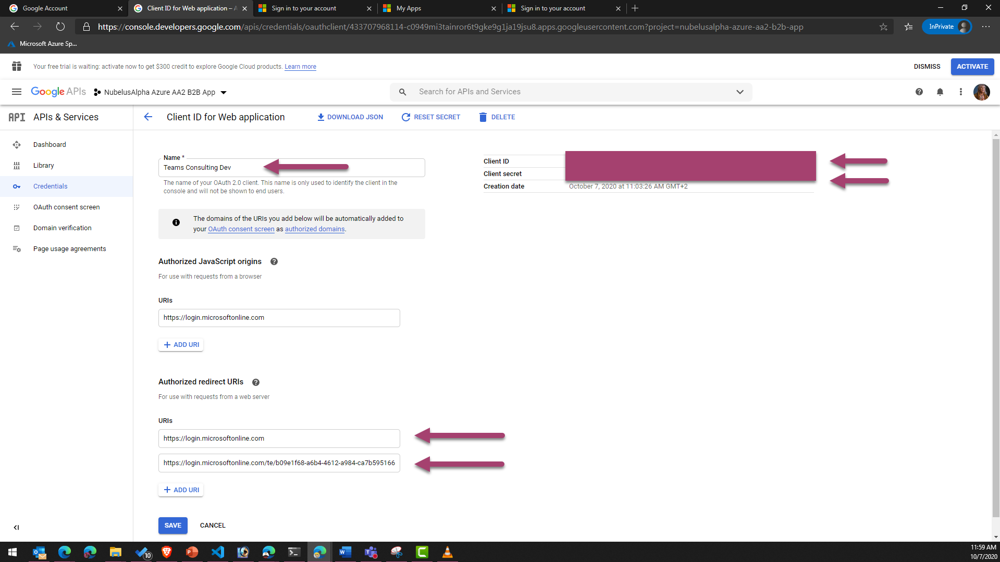 Google Account
Client ID for Web application – A
Sign in to your account
My Apps
Sign in to your account
https://console.developers.google.com/apis/credentials/oauthclient/433707968114-c0949mi3tainror6t9gke9g1ja19jsu8.apps.googleusercontent.com?project=nubelusalpha-azure-aa2-b2b-app
InPrivate
Microsoft Azure Sp...
Your free trial is waiting: activate now to get $300 credit to explore Google Cloud products. Learn more
DISMISS
ACTIVATE
Google APIs
NubelusAlpha Azure AA2 B2B App
Search for APIs and Services
API
APIs & Services
Client ID for Web application
DOWNLOAD JSON
RESET SECRET
DELETE
Dashboard
Library
Credentials
OAuth consent screen
Domain verification
Page usage agreements
Name *
Teams Consulting Dev
The name of your OAuth 2.0 client. This name is only used to identify the client in the
console and will not be shown to end users.
Client ID
Client secret
Creation date
October 7, 2020 at 11:03:26 AM GMT+2
The domains of the URIs you add below will be automatically added to
your OAuth consent screen as authorized domains.
Authorized JavaScript origins
For use with requests from a browser
URIs
https://login.microsoftonline.com
ADD URI
Authorized redirect URIs
For use with requests from a web server
URIs
https://login.microsoftonline.com
https://login.microsoftonline.com/te/b09e1f68-a6b4-4612-a984-ca7b595166
ADD URI
SAVE
CANCEL
10
11:59 AM
10/7/2020